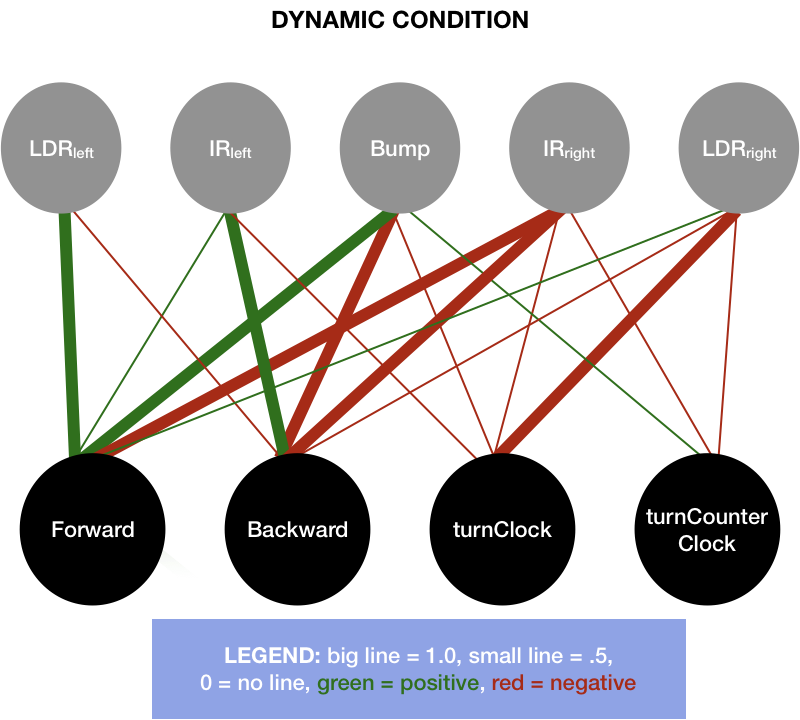 DYNAMIC CONDITION
LDRleft
IRleft
Bump
IRright
LDRright
Forward
Backward
turnClock
turnCounter
Clock
LEGEND: big line = 1.0, small line = .5,
0 = no line, green = positive, red = negative